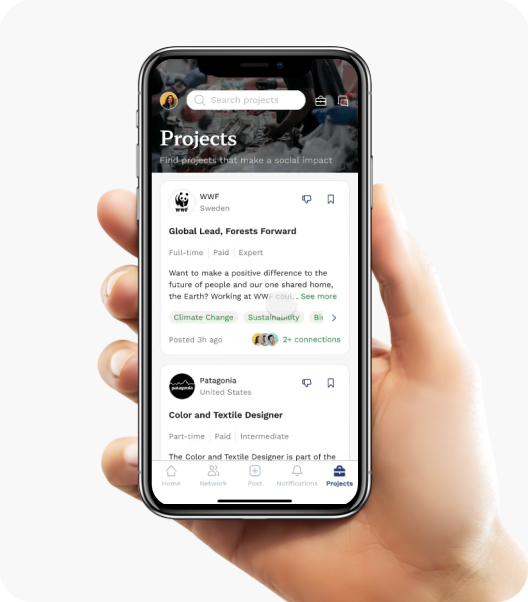 Search projects
Projects
Find projects that make a social impact
WWF
WWF
Sweden
Global Lead, Forests Forward
Full-time | Paid | Expert
Want to make a positive difference to the
future of people and our one shared home,
the Earth? Working at WWF coul... See more
Climate Change Sustainability Bi
Posted 3h ago 2+ connections
patagonia
Patagonia
United States
Color and Textile Designer
Part-time | Paid | Intermediate
The Color and Textile Designer is part of the
Home Network Post Notifications Projects